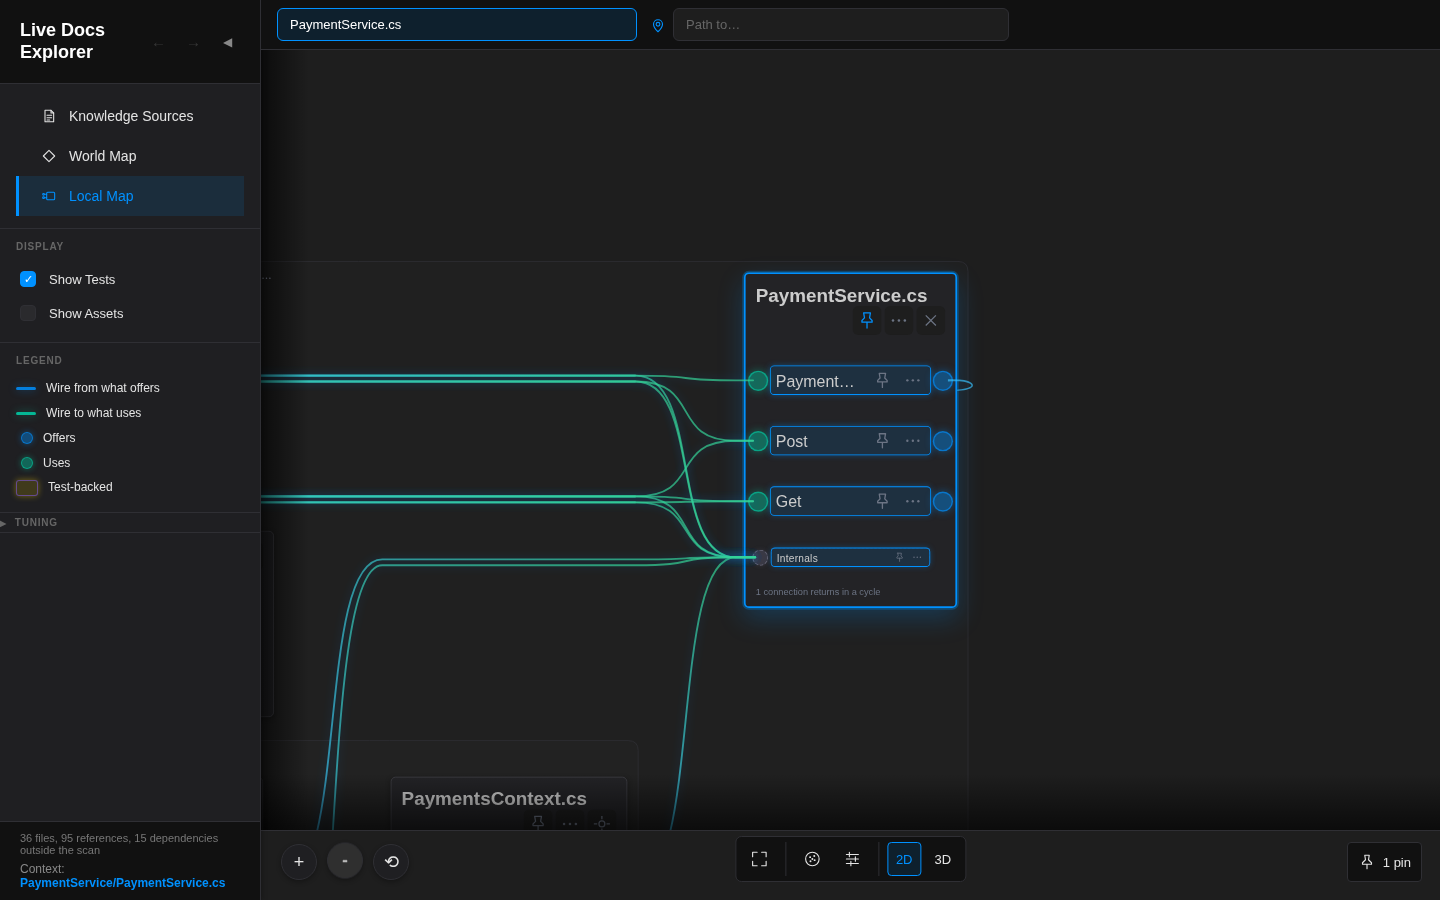 Live Docs
Explorer
Knowledge Sources
World Map
Local Map
DISPLAY
Show Tests
Show Assets
LEGEND
Wire from what offers
Wire to what uses
Offers
Uses
Test-backed
TUNING
36 files, 95 references, 15 dependencies
outside the scan
Context:
PaymentService/PaymentService.cs
PaymentService.cs
Path to…
…
PaymentService.cs
Payment…
Post
Get
Internals
1 connection returns in a cycle
PaymentsContext.cs
2D
3D
1 pin